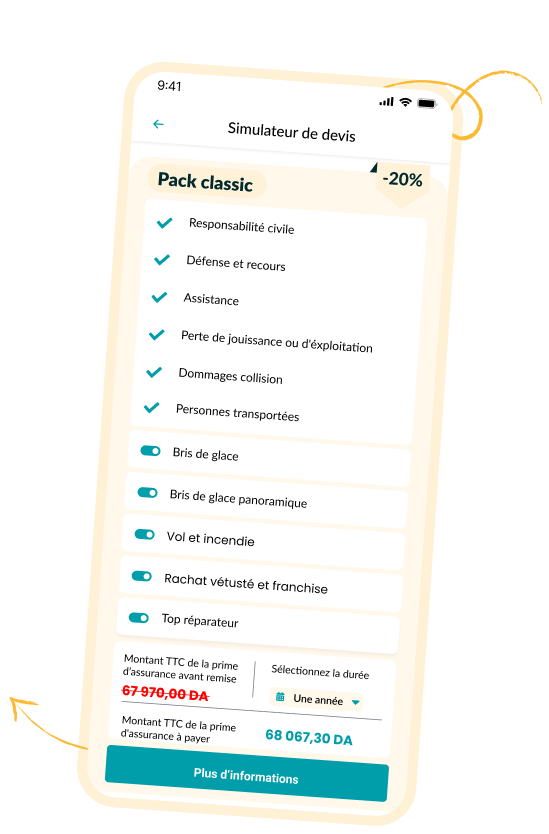 9:41
Simulateur de devis
Pack classic
-20%
Responsabilité civile
Défense et recours
Assistance
Perte de jouissance ou d'éxploitation
Dommages collision
Personnes transportées
Bris de glace
Bris de glace panoramique
Vol et incendie
Rachat vétusté et franchise
Top réparateur
Montant TTC de la prime
d'assurance avant remise
67 970,00 DA
Sélectionnez la durée
Une année
Montant TTC de la prime
d'assurance à payer
68 067,30 DA
Plus d'informations